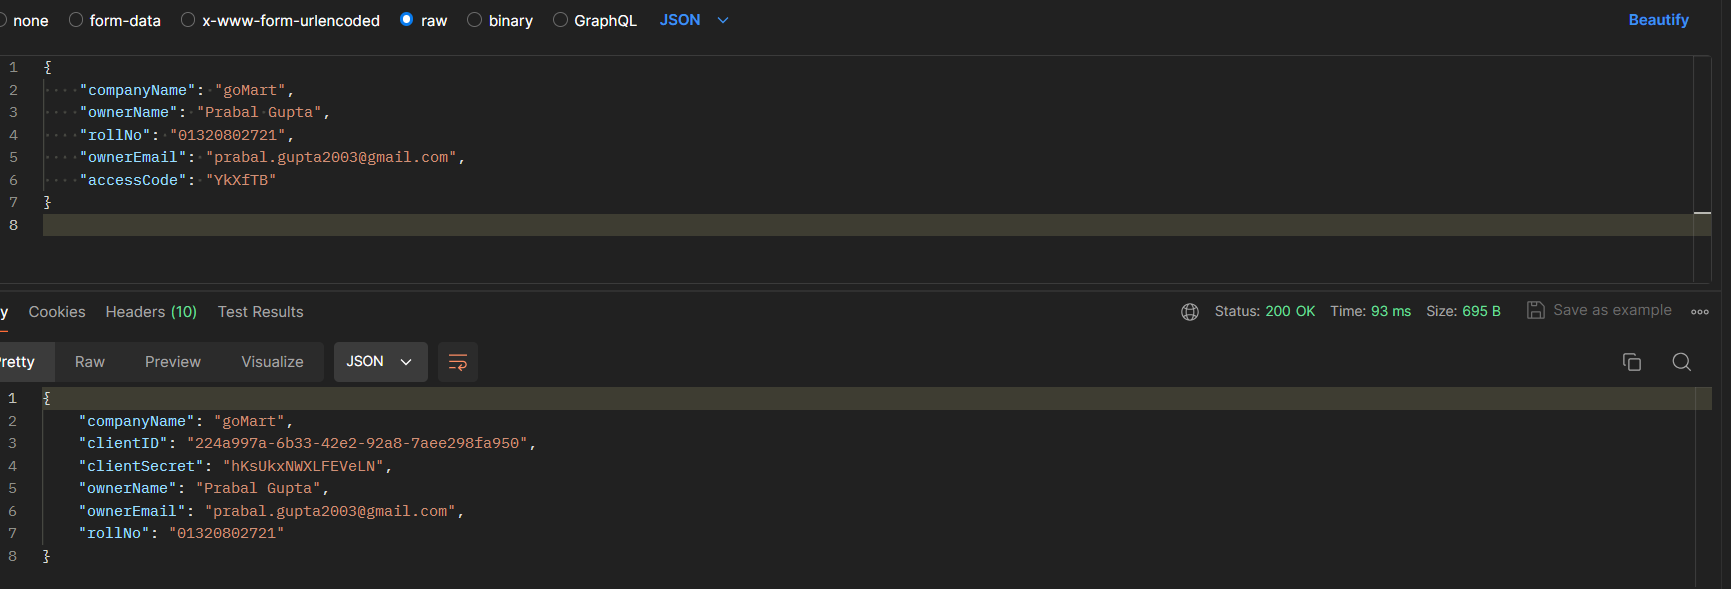 none form-data x-www-form-urlencoded raw binary GraphQL JSON Beautify
1 {
2 "companyName": "goMart",
3 "ownerName": "Prabal Gupta",
4 "rollNo": "01320802721",
5 "ownerEmail": "prabal.gupta2003@gmail.com",
6 "accessCode": "YkXfTB"
7 }
8
y Cookies Headers (10) Test Results Status: 200 OK Time: 93 ms Size: 695 B Save as example
retty Raw Preview Visualize JSON
1 {
2 "companyName": "goMart",
3 "clientID": "224a997a-6b33-42e2-92a8-7aee298fa950",
4 "clientSecret": "hKsUkxNWXLFEVeLN",
5 "ownerName": "Prabal Gupta",
6 "ownerEmail": "prabal.gupta2003@gmail.com",
7 "rollNo": "01320802721"
8 }